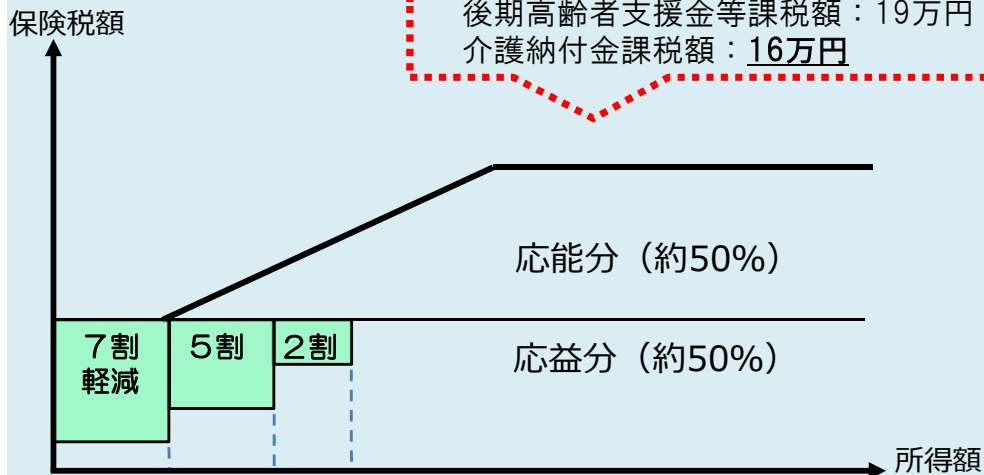 保険税額
後期高齢者支援金等課税額：19万円
介護納付金課税額：16万円
応能分（約50%）
7割
軽減
5割
2割
応益分（約50%）
所得額